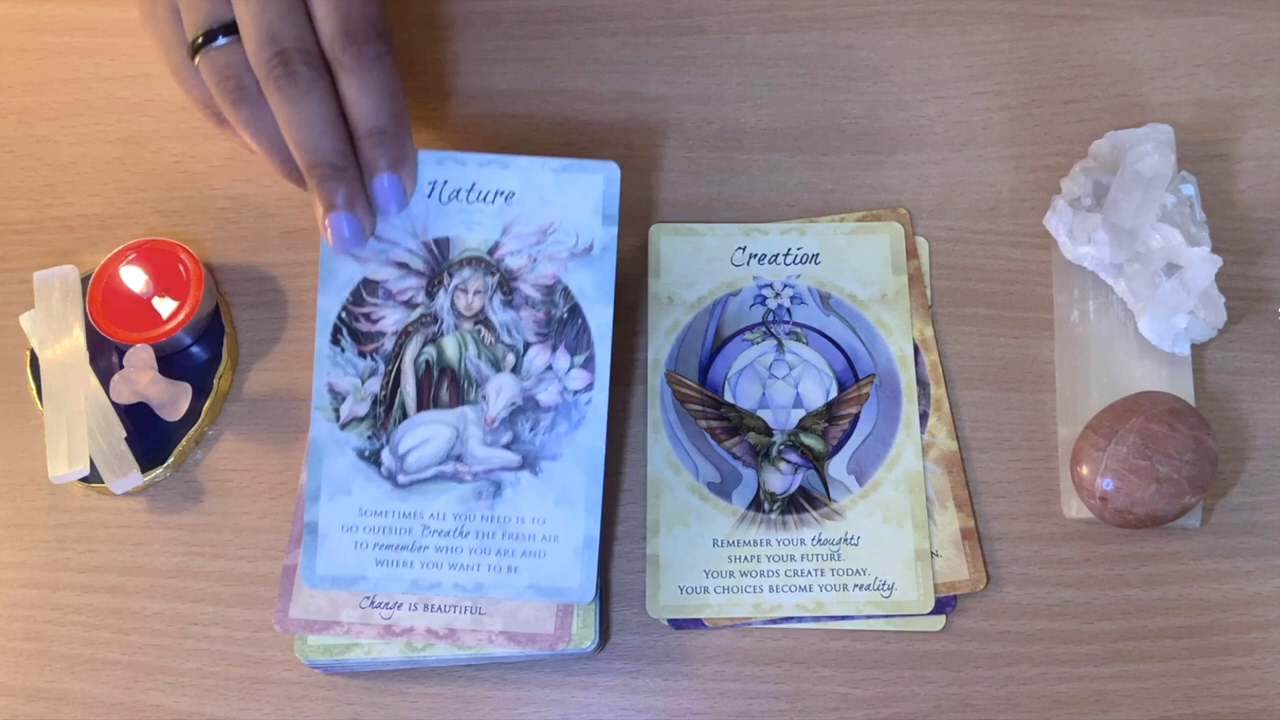 Nature
SOMETIMES ALL YOU NEED IS TO
GO OUTSIDE. Breathe THE FRESH AIR
TO remember WHO YOU ARE AND
WHERE YOU WANT TO BE.
Change IS BEAUTIFUL.
Creation
REMEMBER YOUR thoughts
SHAPE YOUR FUTURE.
YOUR WORDS CREATE TODAY.
YOUR CHOICES BECOME YOUR reality.